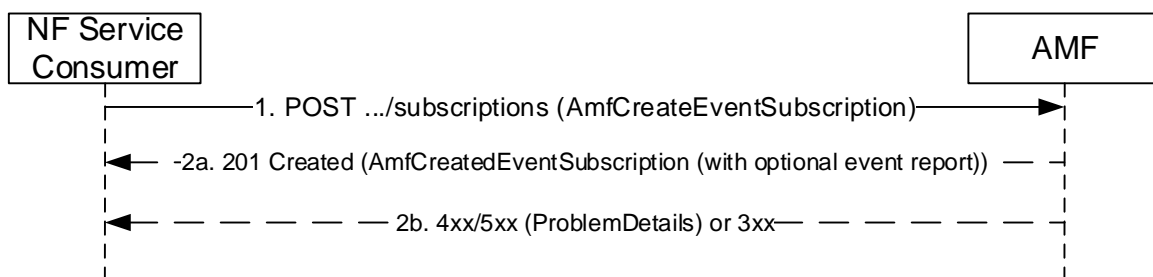 NF Service
Consumer
AMF
1. POST .../subscriptions (AmfCreateEventSubscription)
2a. 201 Created (AmfCreatedEventSubscription (with optional event report))
2b. 4xx/5xx (ProblemDetails) or 3xx